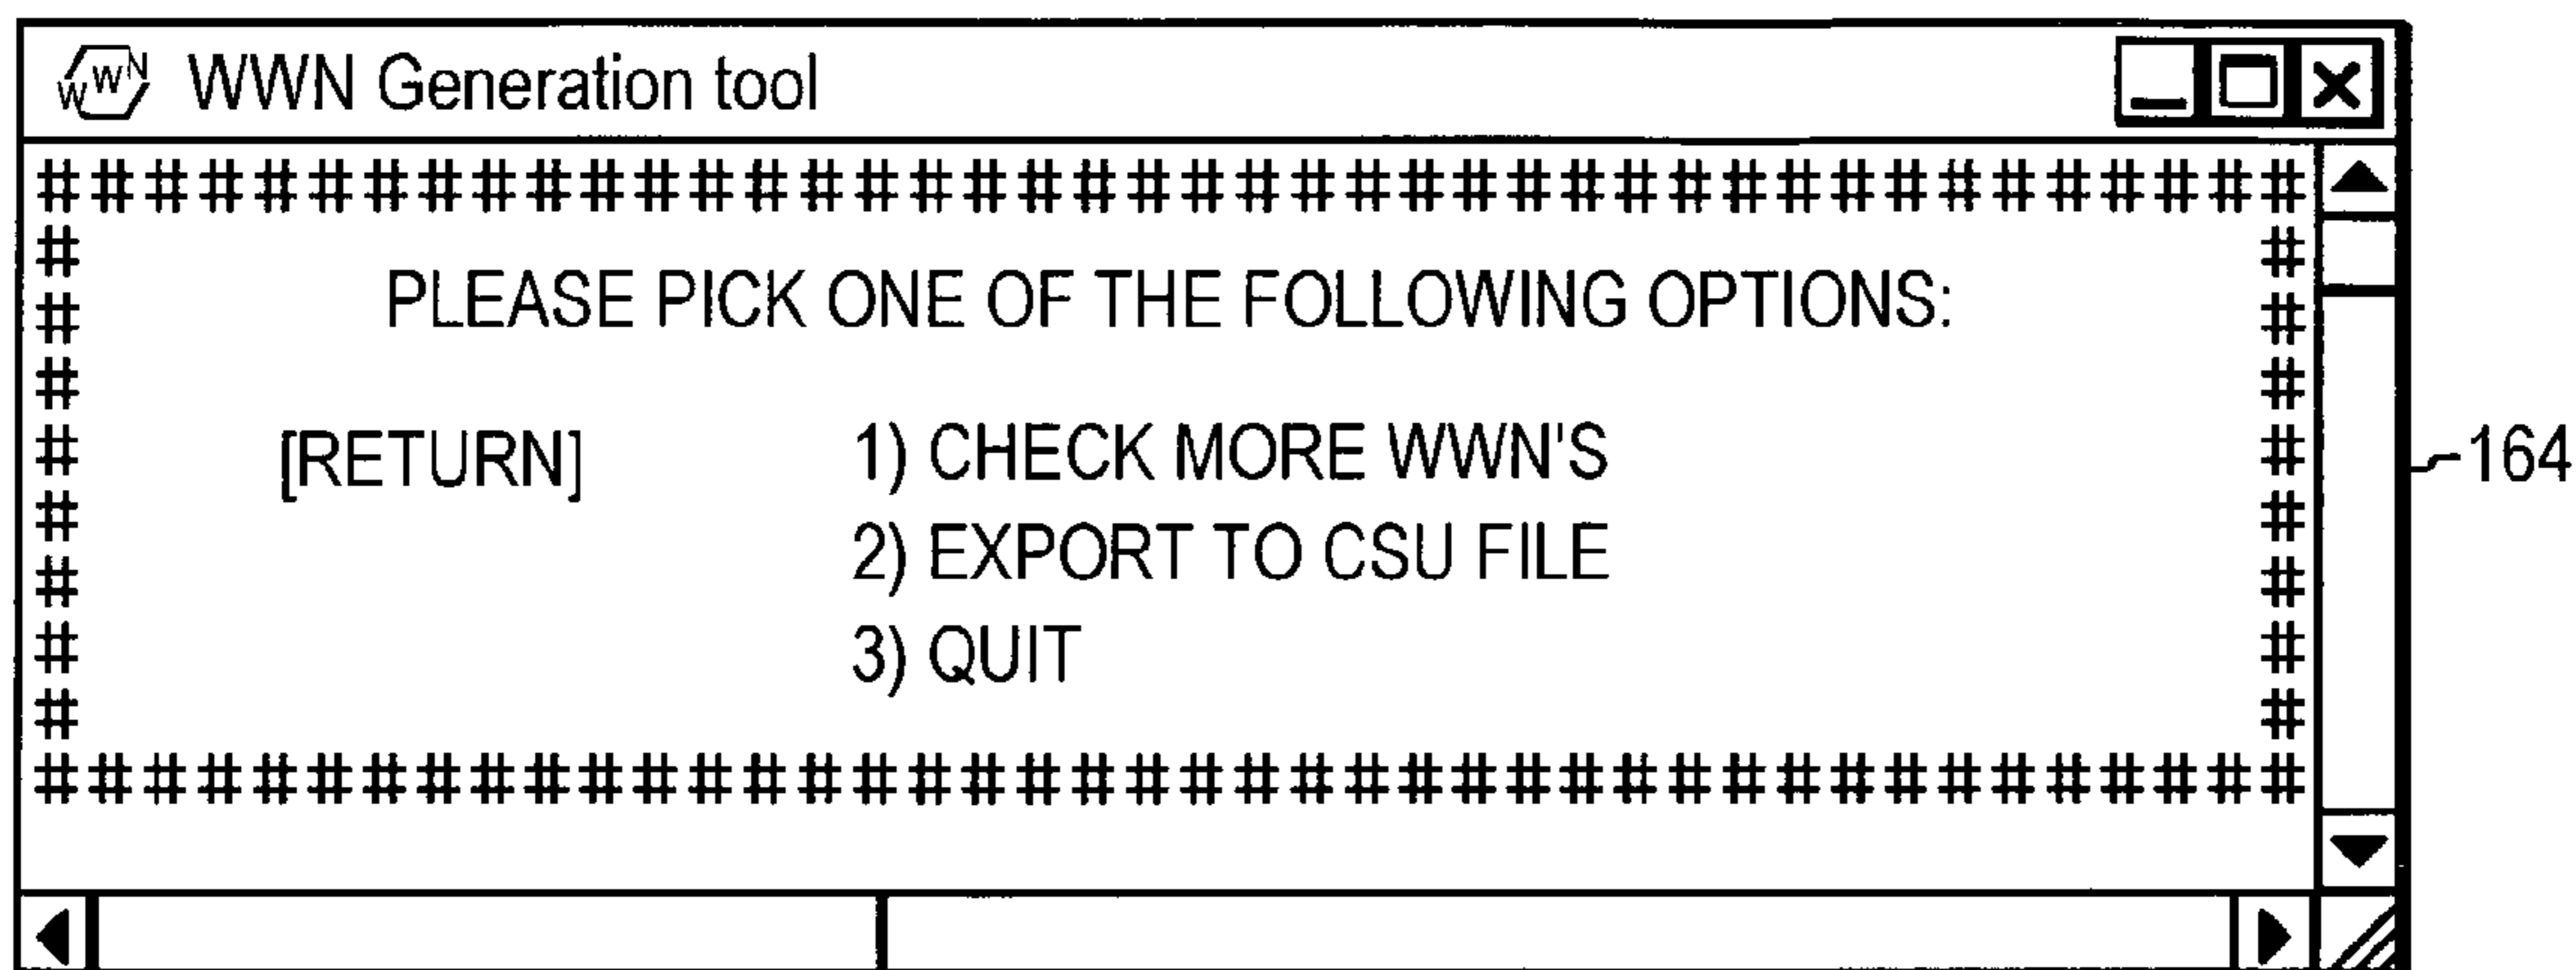 WWN WWN Generation tool
##########################################
# #
# PLEASE PICK ONE OF THE FOLLOWING OPTIONS: #
# #
# [RETURN] 1) CHECK MORE WWN'S # 164
# #
# 2) EXPORT TO CSU FILE #
# 3) QUIT #
# #
##########################################